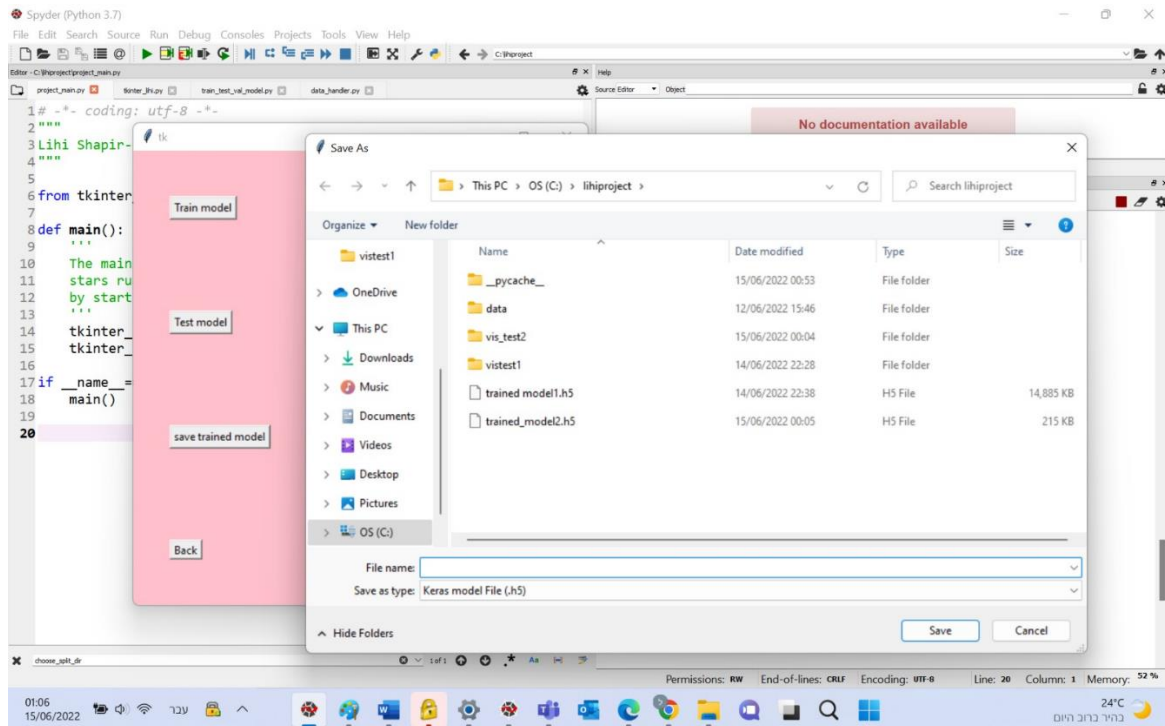 Spyder (Python 3.7)
File Edit Search Source Run Debug Consoles Projects Tools View Help
C:\lihiproject
Editor - C:\lihiproject\project_main.py
Help
project_main.py
tkinter_lihi.py
train_test_val_model.py
data_handler.py
Source Editor
Object
No documentation available
1 # -*- coding: utf-8 -*-
2 """
3 Lihi Shapir-
4 """
5
6 from tkinter_
7
8 def main():
9 '''
10 The main
11 stars ru
12 by start
13 '''
14 tkinter_
15 tkinter_
16
17 if __name__=
18 main()
19
20
tk
Train model
Test model
save trained model
Back
Save As
This PC > OS (C:) > lihiproject >
Search lihiproject
Organize
New folder
Name Date modified Type Size
__pycache__ 15/06/2022 00:53 File folder
data 12/06/2022 15:46 File folder
vis_test2 15/06/2022 00:04 File folder
vistest1 14/06/2022 22:28 File folder
trained model1.h5 14/06/2022 22:38 H5 File 14,885 KB
trained_model2.h5 15/06/2022 00:05 H5 File 215 KB
vistest1
OneDrive
This PC
Downloads
Music
Documents
Videos
Desktop
Pictures
OS (C:)
File name:
Save as type: Keras model File (.h5)
Hide Folders
Save
Cancel
choose_split_dir
1 of 1
Aa
Permissions: RW End-of-lines: CRLF Encoding: UTF-8 Line: 20 Column: 1 Memory: 52 %
01:06
15/06/2022
עבר
24°C
בהיר ברוב היום